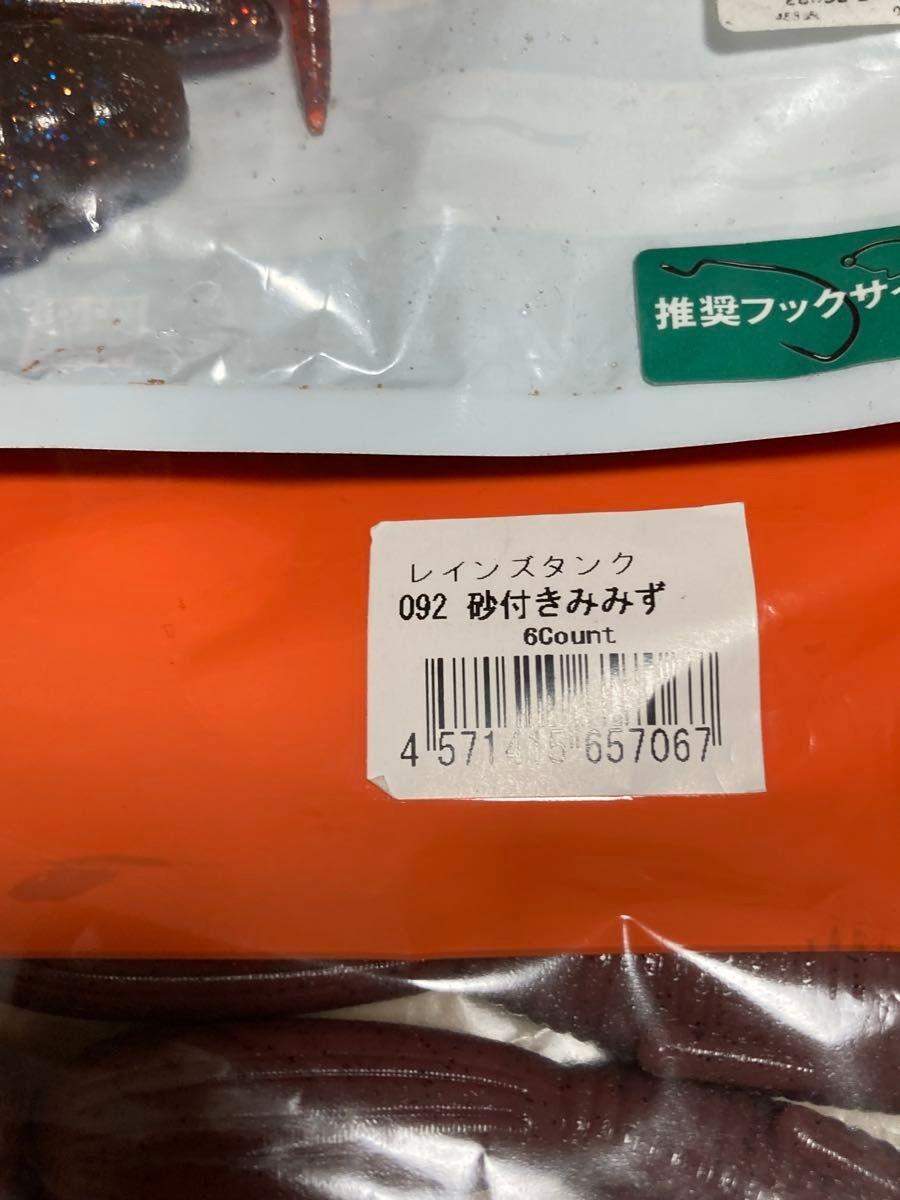 推奨フックサイ
レインズタンク
092 砂付きみみず
6Count
4 571415 657067